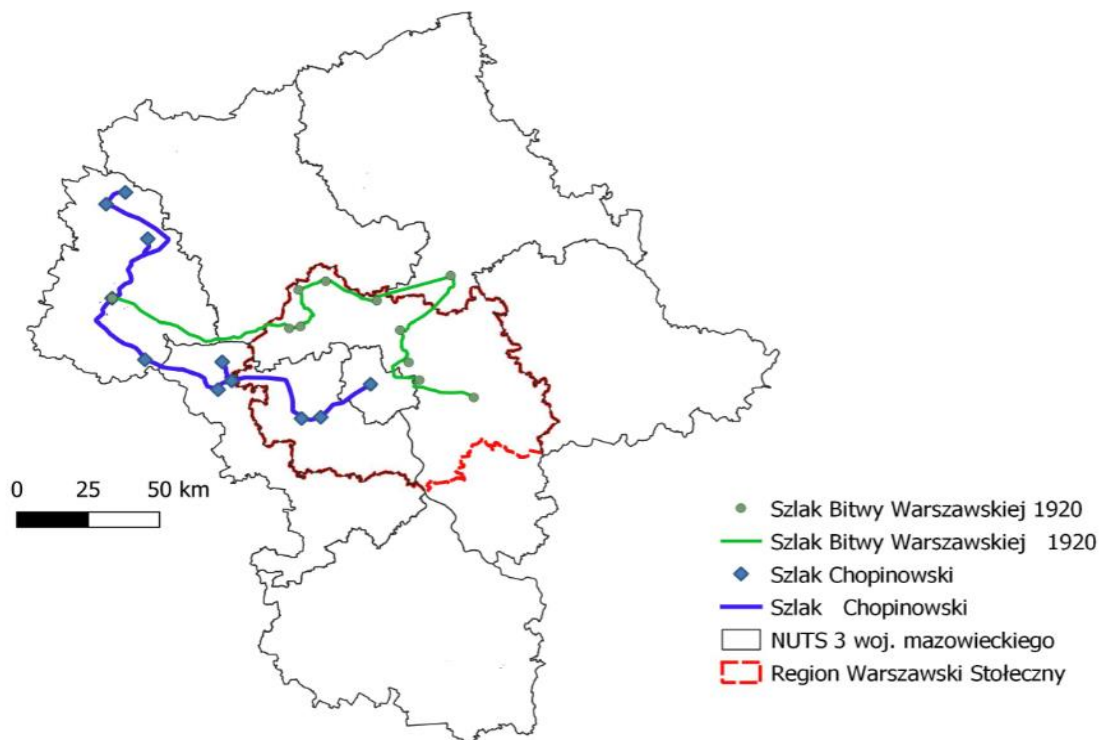 0 25 50 km
Szlak Bitwy Warszawskiej 1920
Szlak Bitwy Warszawskiej 1920
Szlak Chopinowski
Szlak Chopinowski
NUTS 3 woj. mazowieckiego
Region Warszawski Stołeczny